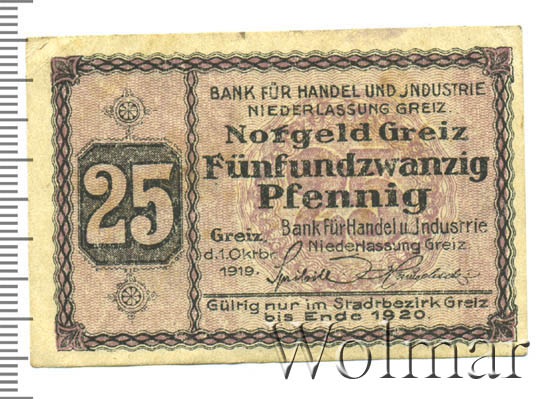 BANK FÜR HANDEL UND JNDUSTRIE
NIEDERLASSUNG GREIZ.
Notgeld Greiz
Fünfundzwanzig
Pfennig
25
Greiz,
d.1.Oktbr.
1919.
Bank für Handel u. Jndustrie
Niederlassung Greiz
Gültig nur im Stadtbezirk Greiz
bis Ende 1920.
Wolmar